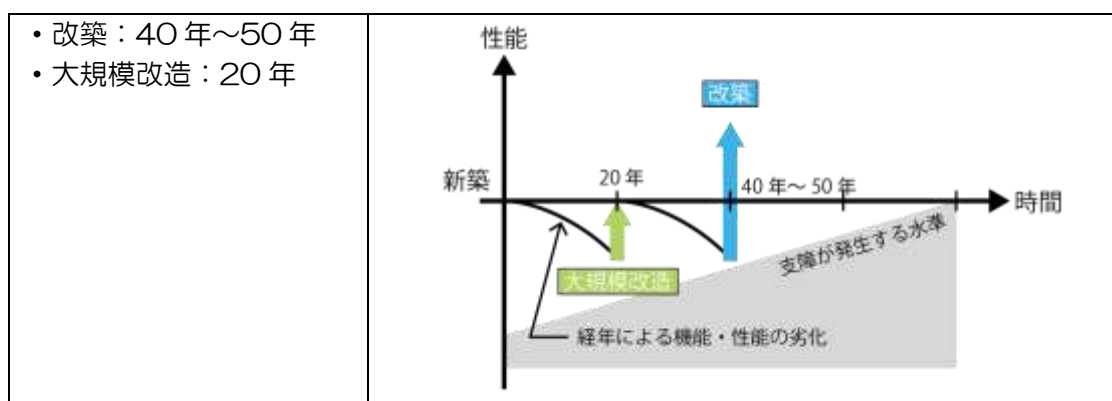 ・改築：40年～50年
・大規模改造：20年
性能
改築
新築
20年
40年～50年
時間
支障が発生する水準
大規模改造
経年による機能・性能の劣化